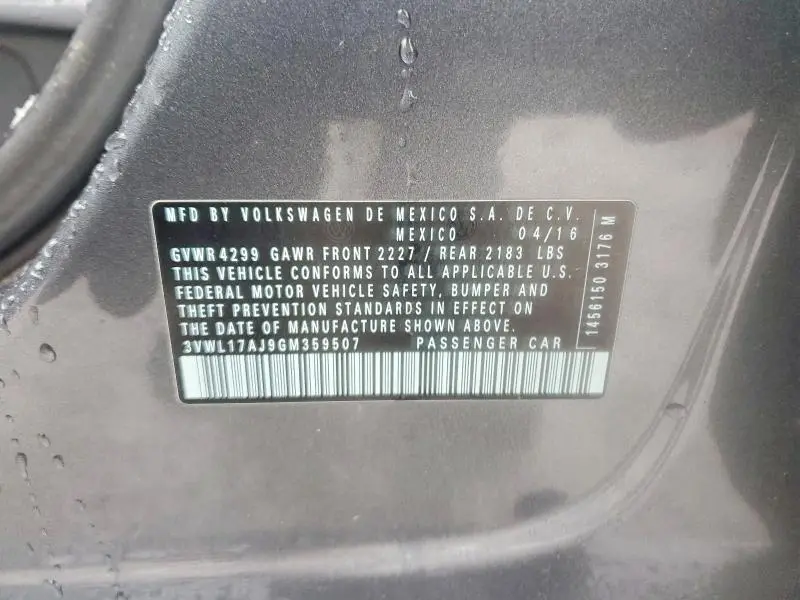 MFD BY VOLKSWAGEN DE MEXICO S.A. DE C.V.
MEXICO 04/16
GVWR 4299 GAWR FRONT 2227 / REAR 2183 LBS
THIS VEHICLE CONFORMS TO ALL APPLICABLE U.S.
FEDERAL MOTOR VEHICLE SAFETY, BUMPER AND
THEFT PREVENTION STANDARDS IN EFFECT ON
THE DATE OF MANUFACTURE SHOWN ABOVE.
3VWL17AJ9GM359507 PASSENGER CAR
1456150 3176 M